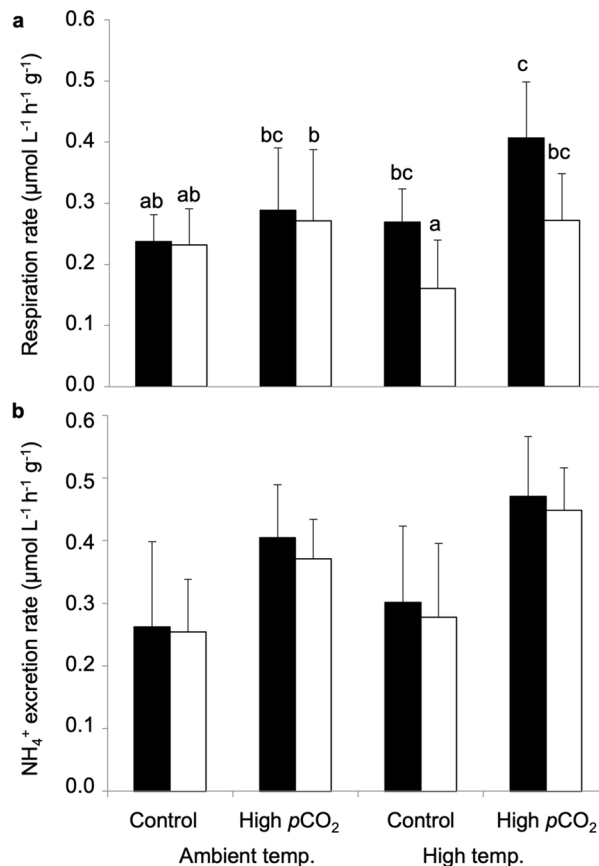 a
Respiration rate (µmol L⁻¹ h⁻¹ g⁻¹)
0.6
0.5
0.4
0.3
0.2
0.1
0.0
ab
ab
bc
b
bc
a
c
bc
b
NH₄⁺ excretion rate (µmol L⁻¹ h⁻¹ g⁻¹)
0.6
0.5
0.4
0.3
0.2
0.1
0.0
Control High pCO₂ Control High pCO₂
Ambient temp. High temp.